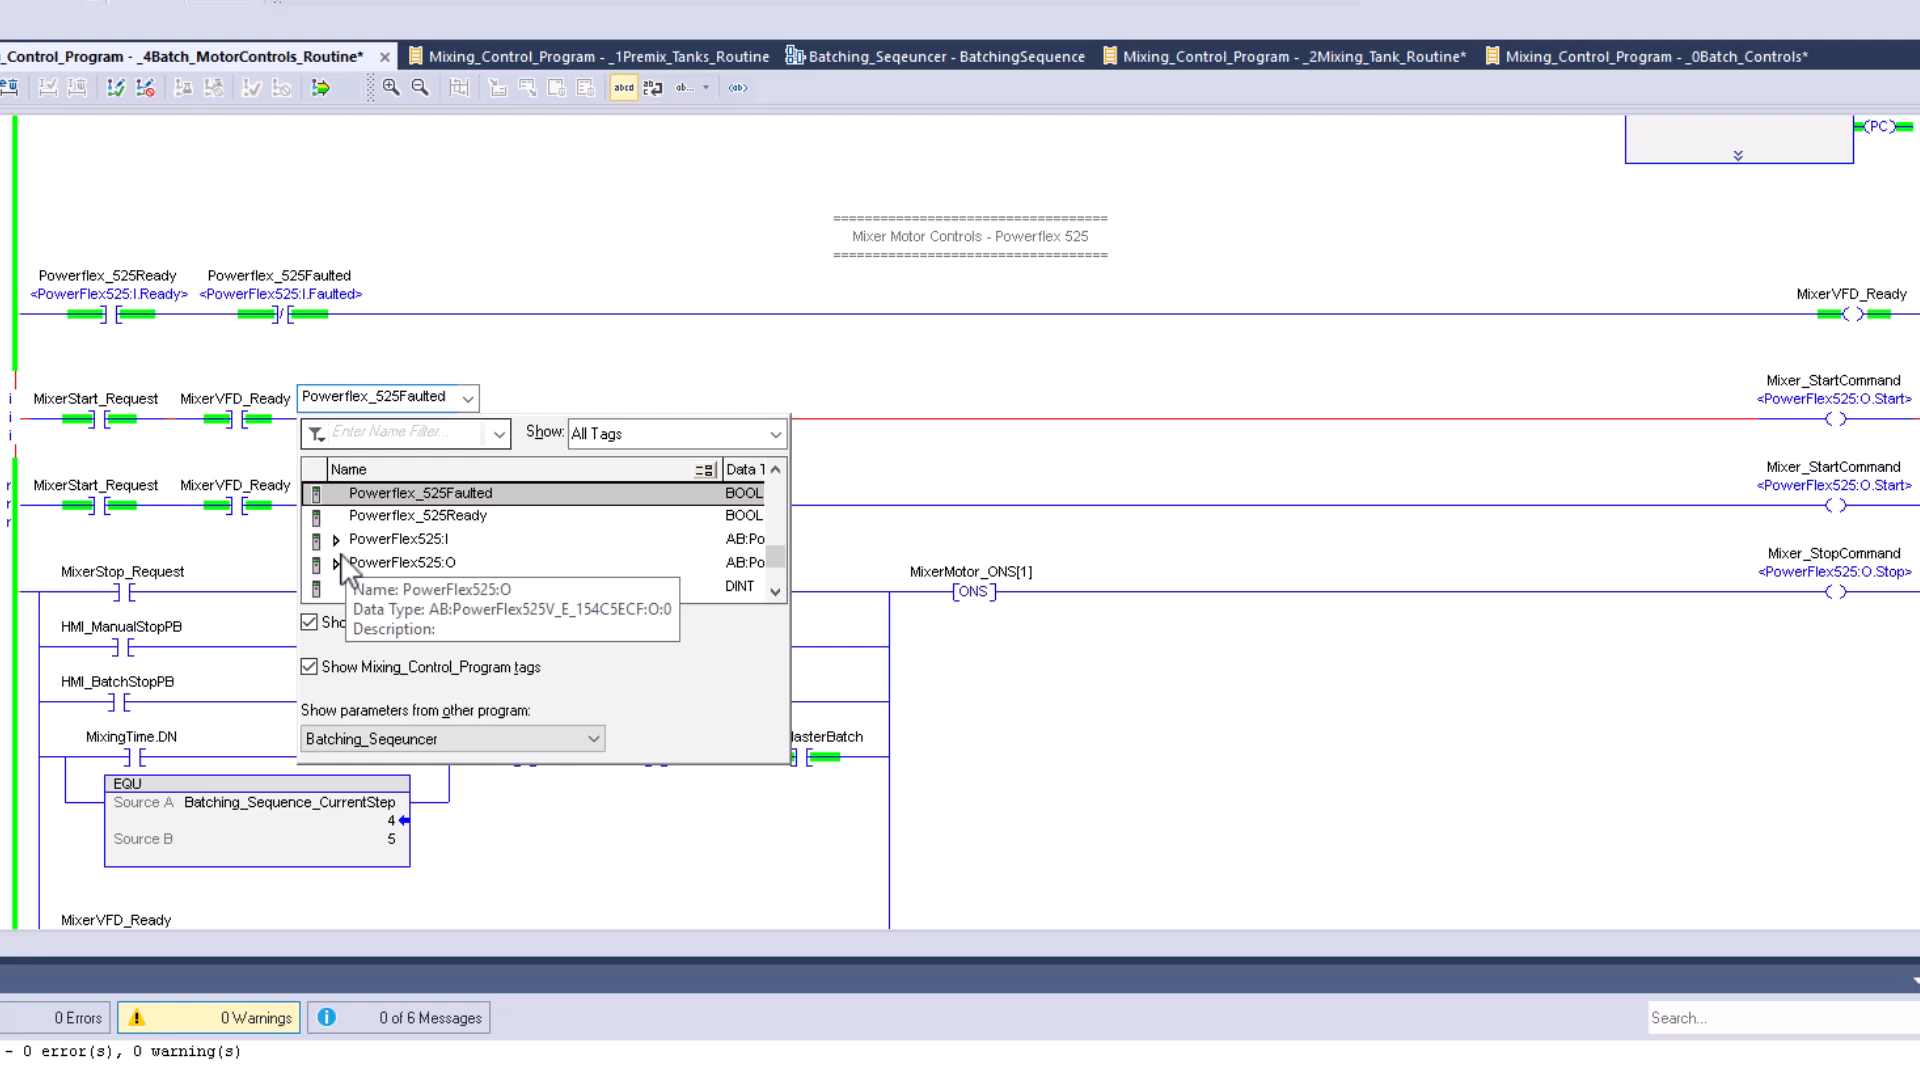 _Control_Program - _4Batch_MotorControls_Routine*
Mixing_Control_Program - _1Premix_Tanks_Routine
Batching_Seqeuncer - BatchingSequence
Mixing_Control_Program - _2Mixing_Tank_Routine*
Mixing_Control_Program - _0Batch_Controls*
abcd
ab...
<ab>
(PC)
===================================
Mixer Motor Controls - Powerflex 525
===================================
Powerflex_525Ready
<PowerFlex525:I.Ready>
Powerflex_525Faulted
<PowerFlex525:I.Faulted>
MixerVFD_Ready
MixerStart_Request
MixerVFD_Ready
Powerflex_525Faulted
Mixer_StartCommand
<PowerFlex525:O.Start>
i
i
i
Enter Name Filter...
Show:
All Tags
Name
Data T
Powerflex_525Faulted
BOOL
Powerflex_525Ready
BOOL
PowerFlex525:I
AB:Po
PowerFlex525:O
AB:Po
DINT
Name: PowerFlex525:O
Data Type: AB:PowerFlex525V_E_154C5ECF:O:0
Description:
Sho
Show Mixing_Control_Program tags
Show parameters from other program:
Batching_Seqeuncer
MixerStart_Request
MixerVFD_Ready
Mixer_StartCommand
<PowerFlex525:O.Start>
r
r
r
MixerStop_Request
MixerMotor_ONS[1]
ONS
Mixer_StopCommand
<PowerFlex525:O.Stop>
HMI_ManualStopPB
HMI_BatchStopPB
MixingTime.DN
lasterBatch
EQU
Source A Batching_Sequence_CurrentStep
4
Source B 5
MixerVFD_Ready
0 Errors
0 Warnings
0 of 6 Messages
Search...
- 0 error(s), 0 warning(s)